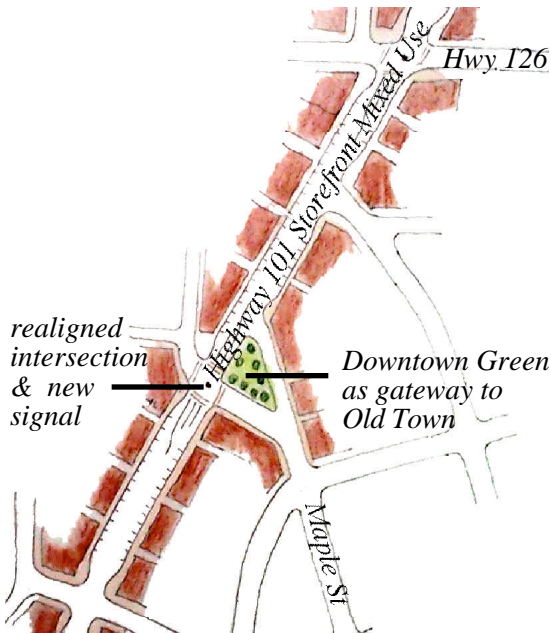 Hwy 126
Highway 101 Storefront Mixed Use
realigned
intersection
& new
signal
Downtown Green
as gateway to
Old Town
Maple St